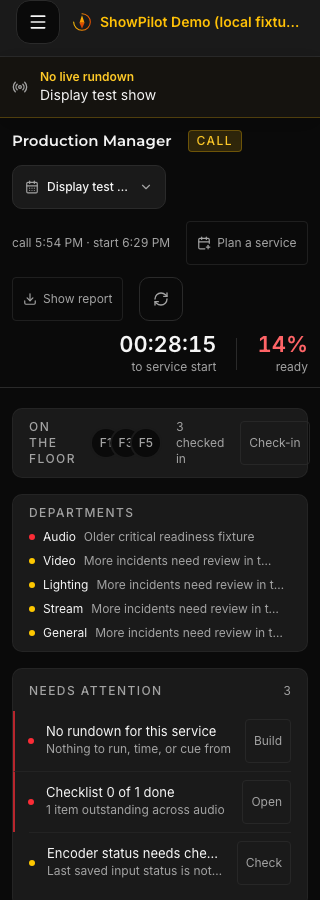 ShowPilot Demo (local fixtu...
No live rundown
Display test show
Production Manager
CALL
Display test ...
call 5:54 PM · start 6:29 PM
Plan a service
Show report
00:28:15
14%
to service start
ready
ON THE FLOOR
F1 F3 F5
3 checked in
Check-in
DEPARTMENTS
Audio Older critical readiness fixture
Video More incidents need review in t...
Lighting More incidents need review in t...
Stream More incidents need review in t...
General More incidents need review in t...
NEEDS ATTENTION
3
No rundown for this service
Nothing to run, time, or cue from
Build
Checklist 0 of 1 done
1 item outstanding across audio
Open
Encoder status needs che...
Last saved input status is not...
Check